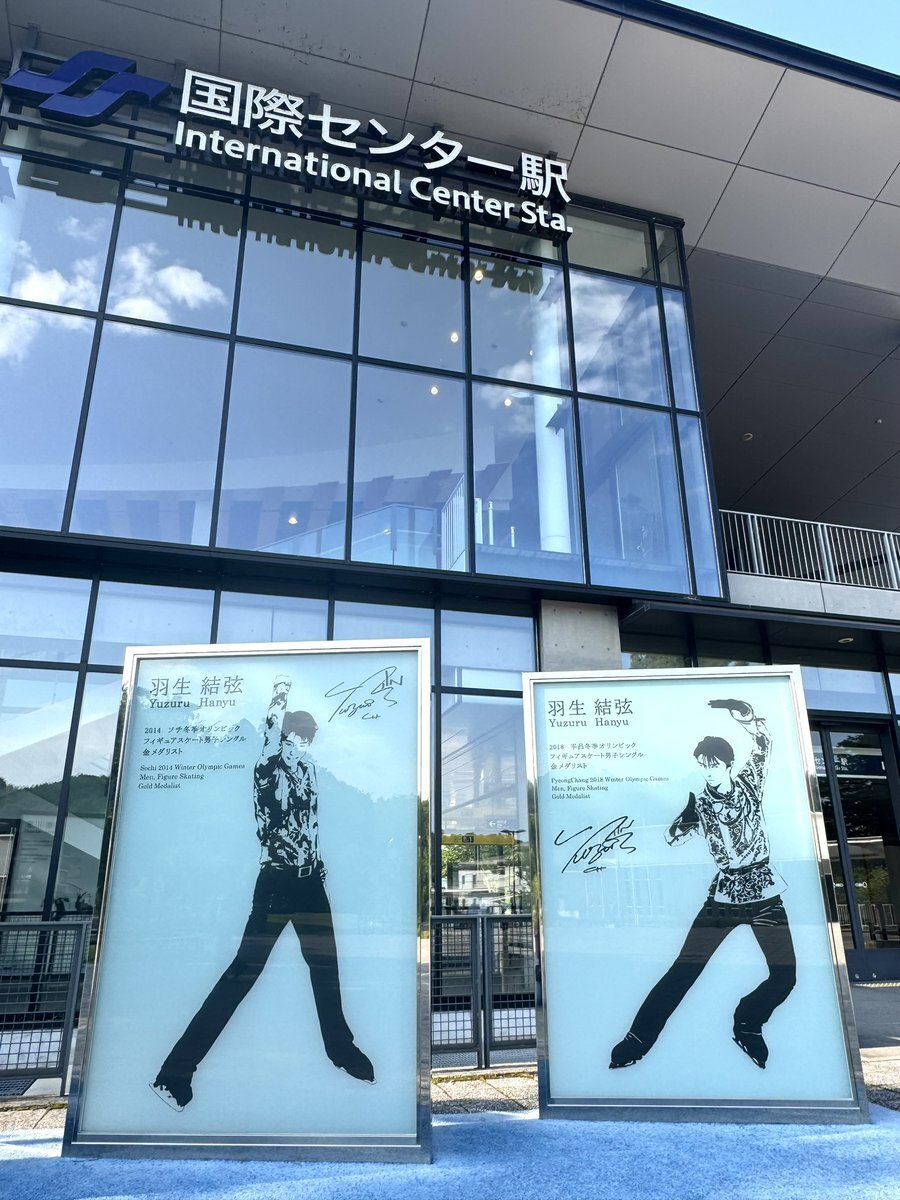 国際センター駅
International Center Sta.
羽生 結弦
Yuzuru Hanyu
2014 ソチ冬季オリンピック
フィギュアスケート男子シングル
金メダリスト
Sochi 2014 Winter Olympic Games
Men, Figure Skating
Gold Medalist
羽生 結弦
Yuzuru Hanyu
2018 平昌冬季オリンピック
フィギュアスケート男子シングル
金メダリスト
PyeongChang 2018 Winter Olympic Games
Men, Figure Skating
Gold Medalist